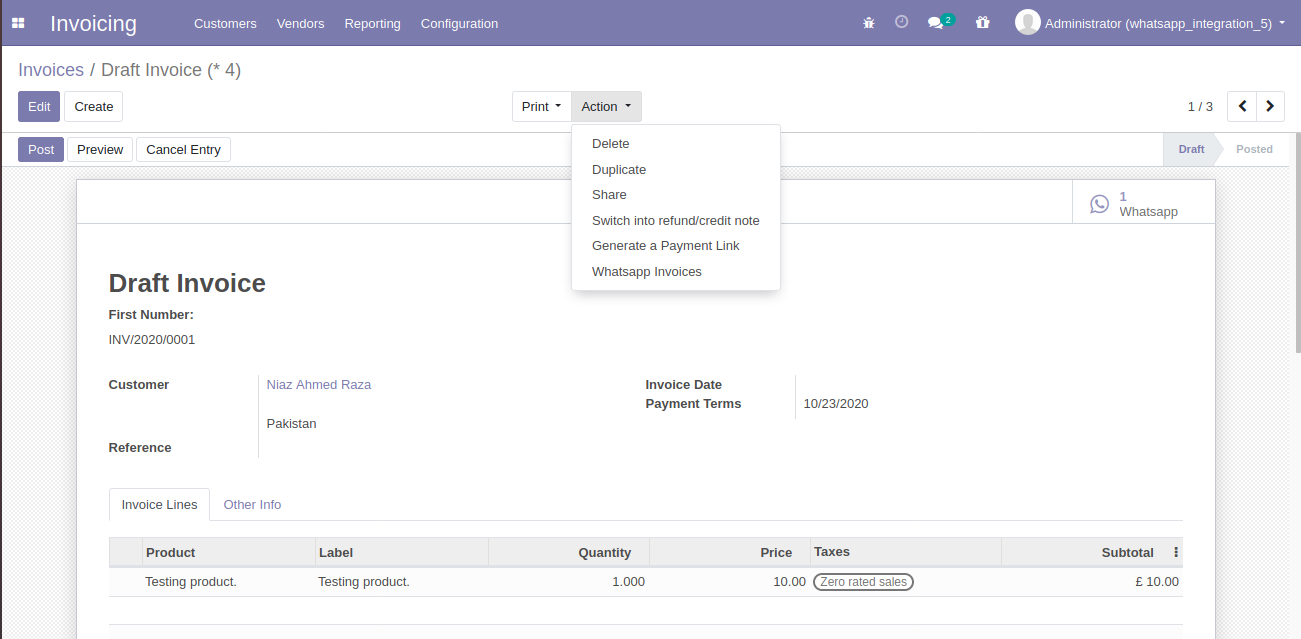 Invoicing Customers Vendors Reporting Configuration 2 Administrator (whatsapp_integration_5)
Invoices / Draft Invoice (* 4)
Edit Create Print Action 1 / 3
Post Preview Cancel Entry Draft Posted
Delete
Duplicate
Share
Switch into refund/credit note
Generate a Payment Link
Whatsapp Invoices
1
Whatsapp
Draft Invoice
First Number:
INV/2020/0001
Customer Niaz Ahmed Raza Invoice Date
Payment Terms 10/23/2020
Pakistan
Reference
Invoice Lines Other Info
Product Label Quantity Price Taxes Subtotal
Testing product. Testing product. 1.000 10.00 Zero rated sales £ 10.00